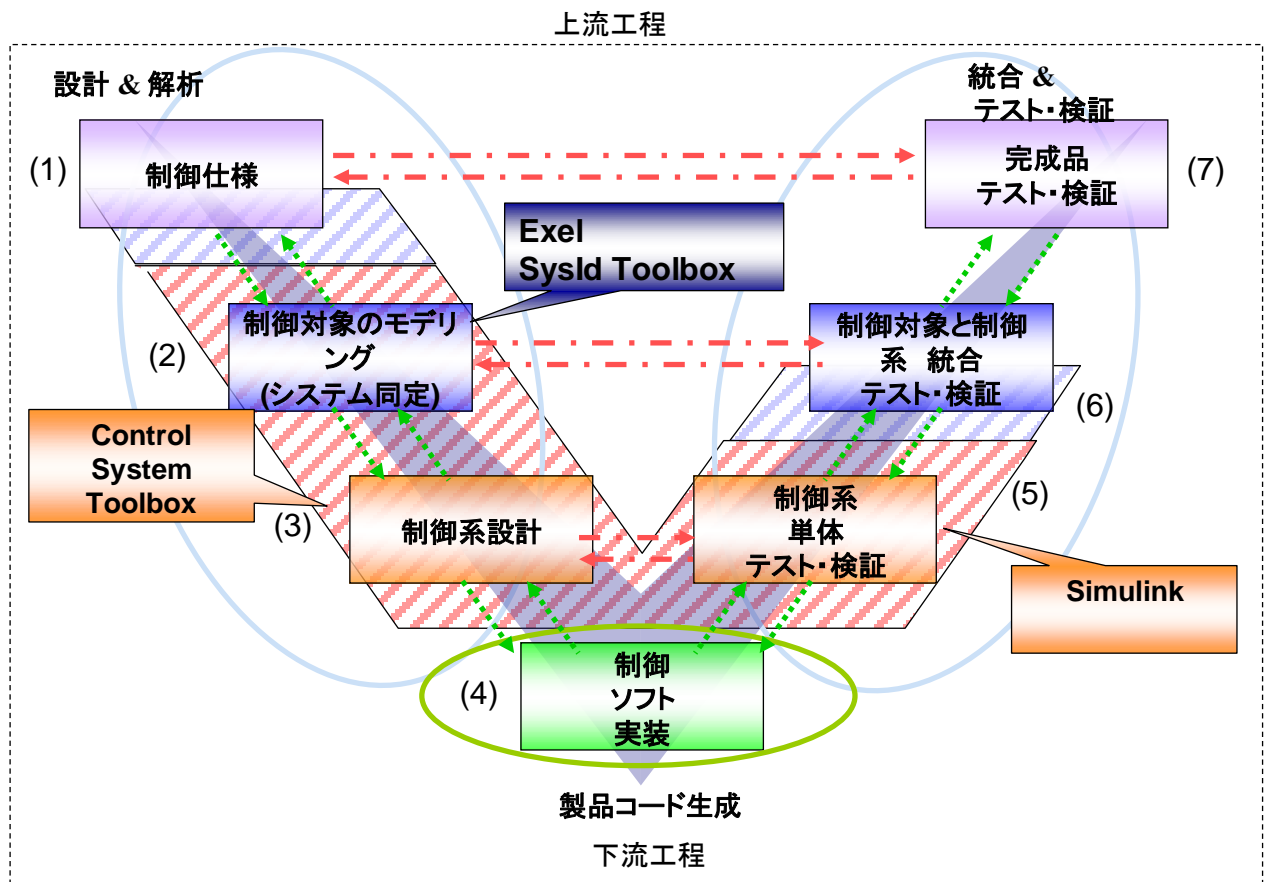 上流工程
設計 & 解析
統合 &
テスト・検証
(1)
制御仕様
完成品
テスト・検証
(7)
Exel
SysId Toolbox
(2)
制御対象のモデリ
ング
(システム同定)
制御対象と制御
系 統合
テスト・検証
(6)
Control
System
Toolbox
(3)
制御系設計
制御系
単体
テスト・検証
(5)
Simulink
(4)
制御
ソフト
実装
製品コード生成
下流工程